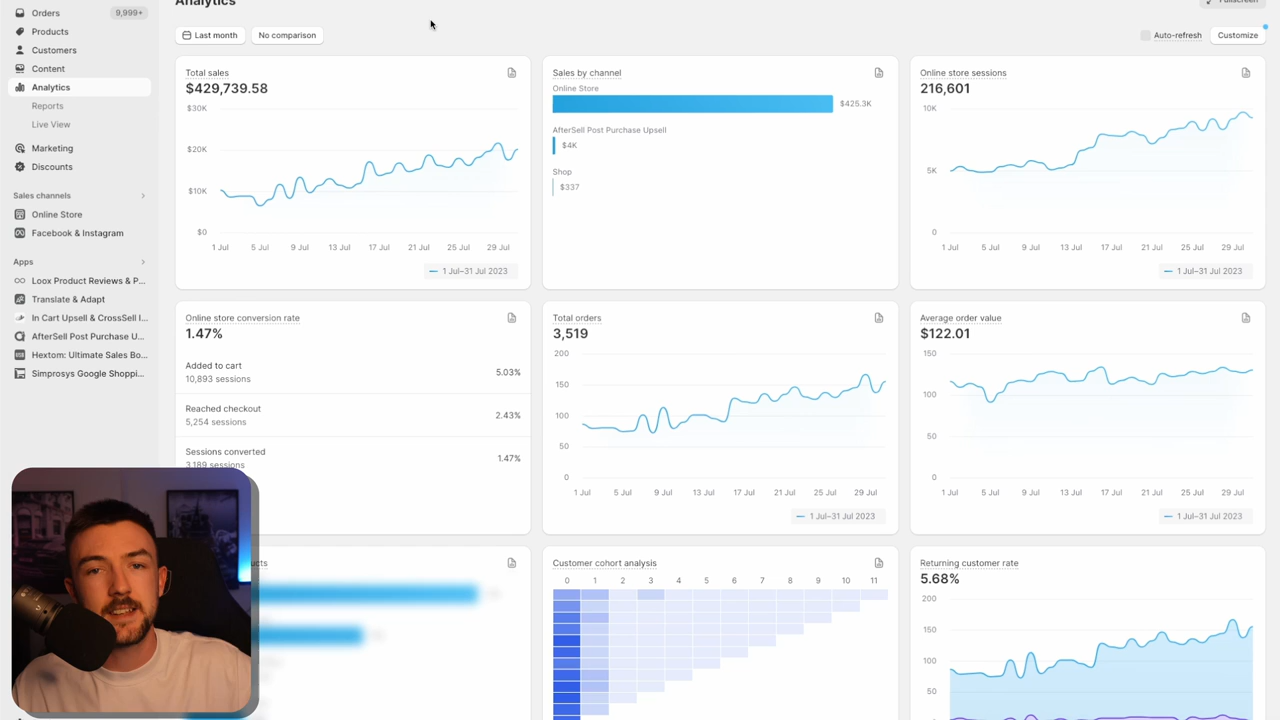 Analytics
Fullscreen
Orders 9,999+
Products
Customers
Content
Analytics
Reports
Live View
Marketing
Discounts
Sales channels
Online Store
Facebook & Instagram
Apps
Loox Product Reviews & P...
Translate & Adapt
In Cart Upsell & CrossSell I...
AfterSell Post Purchase U...
Hextom: Ultimate Sales Bo...
Simprosys Google Shoppi...
Last month No comparison Auto-refresh Customize
Total sales
$429,739.58
$30K
$20K
$10K
$0
1 Jul 5 Jul 9 Jul 13 Jul 17 Jul 21 Jul 25 Jul 29 Jul
1 Jul–31 Jul 2023
Sales by channel
Online Store
$425.3K
AfterSell Post Purchase Upsell
$4K
Shop
$337
Online store sessions
216,601
10K
5K
0
1 Jul 5 Jul 9 Jul 13 Jul 17 Jul 21 Jul 25 Jul 29 Jul
1 Jul–31 Jul 2023
Online store conversion rate
1.47%
Added to cart
10,893 sessions
5.03%
Reached checkout
5,254 sessions
2.43%
Sessions converted
3,189 sessions
1.47%
Total orders
3,519
200
150
100
50
0
1 Jul 5 Jul 9 Jul 13 Jul 17 Jul 21 Jul 25 Jul 29 Jul
1 Jul–31 Jul 2023
Average order value
$122.01
150
100
50
0
1 Jul 5 Jul 9 Jul 13 Jul 17 Jul 21 Jul 25 Jul 29 Jul
1 Jul–31 Jul 2023
Customer cohort analysis
0 1 2 3 4 5 6 7 8 9 10 11
Returning customer rate
5.68%
200
150
100
50